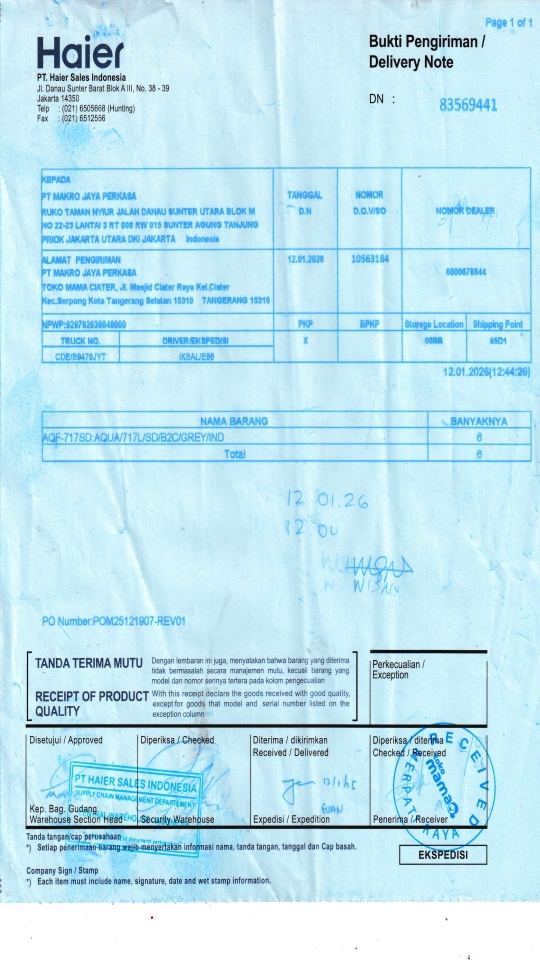 Page 1 of 1
Haier
Bukti Pengiriman /
Delivery Note
PT. Haier Sales Indonesia
Jl. Danau Sunter Barat Blok A III, No. 38 - 39
Jakarta 14350
Telp : (021) 6505668 (Hunting)
Fax : (021) 6512556
DN : 83569441
KEPADA
PT MAKRO JAYA PERKASA
RUKO TAMAN NYIUR JALAN DANAU SUNTER UTARA BLOK M
NO 22-23 LANTAI 3 RT 008 RW 015 SUNTER AGUNG TANJUNG
PRIOK JAKARTA UTARA DKI JAKARTA Indonesia
TANGGAL
D.N
NOMOR
D.O.V/SO
NOMOR DEALER
ALAMAT PENGIRIMAN
PT MAKRO JAYA PERKASA
TOKO MAMA CIATER, Jl. Masjid Ciater Raya Kel.Ciater
Kec.Serpong Kota Tangerang Selatan 15310 TANGERANG 15310
12.01.2026
10563184
NPWP:
PKP
BPKP
Storege Location
Shipping Point
TRUCK NO.
DRIVER/EKSPEDISI
X
12.01.2026(12:44:26)
NAMA BARANG
BANYAKNYA
AQF-717SD:AQUA/717L/SD/B2C/GREY/IND
6
Total
6
12.01.26
PO Number:POM25121907-REV01
TANDA TERIMA MUTU
Dengan lembaran ini juga, menyatakan bahwa barang yang diterima
tidak bermasalah secara manajemen mutu, kecuali barang yang
model dan nomor serinya tertera pada kolom pengecualian
RECEIPT OF PRODUCT
QUALITY
With this receipt declare the goods received with good quality,
except for goods that model and serial number listed on the
exception column
Perkecualian /
Exception
Disetujui / Approved
Diperiksa / Checked
Diterima / dikirimkan
Received / Delivered
Diperiksa / diterima
Checked / Received
PT HAIER SALES INDONESIA
SUPPLY CHAIN MANAGEMENT DEPARTEMENT
RECEIVED
toko
mama
MERPATI RAYA
Kep. Bag. Gudang
Warehouse Section Head
Security Warehouse
Expedisi / Expedition
Penerima / Receiver
Tanda tangan/cap perusahaan
*) Setiap penerimaan barang wajib menyertakan informasi nama, tanda tangan, tanggal dan Cap basah.
EKSPEDISI
Company Sign / Stamp
*) Each item must include name, signature, date and wet stamp information.